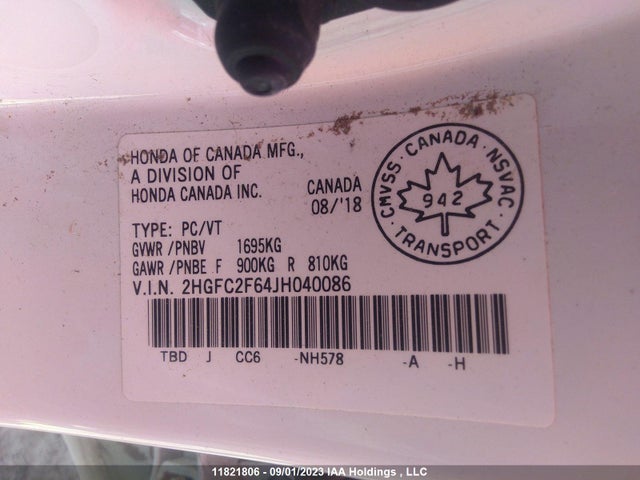 HONDA OF CANADA MFG.,
A DIVISION OF
HONDA CANADA INC.
CANADA
08/'18
TYPE: PC/VT
GVWR /PNBV 1695KG
GAWR /PNBE F 900KG R 810KG
V.I.N. 2HGFC2F64JH040086
TBD J CC6 -NH578 -A -H
CMVSS · CANADA · NSVAC
942
TRANSPORT
11821806 - 09/01/2023 IAA Holdings , LLC